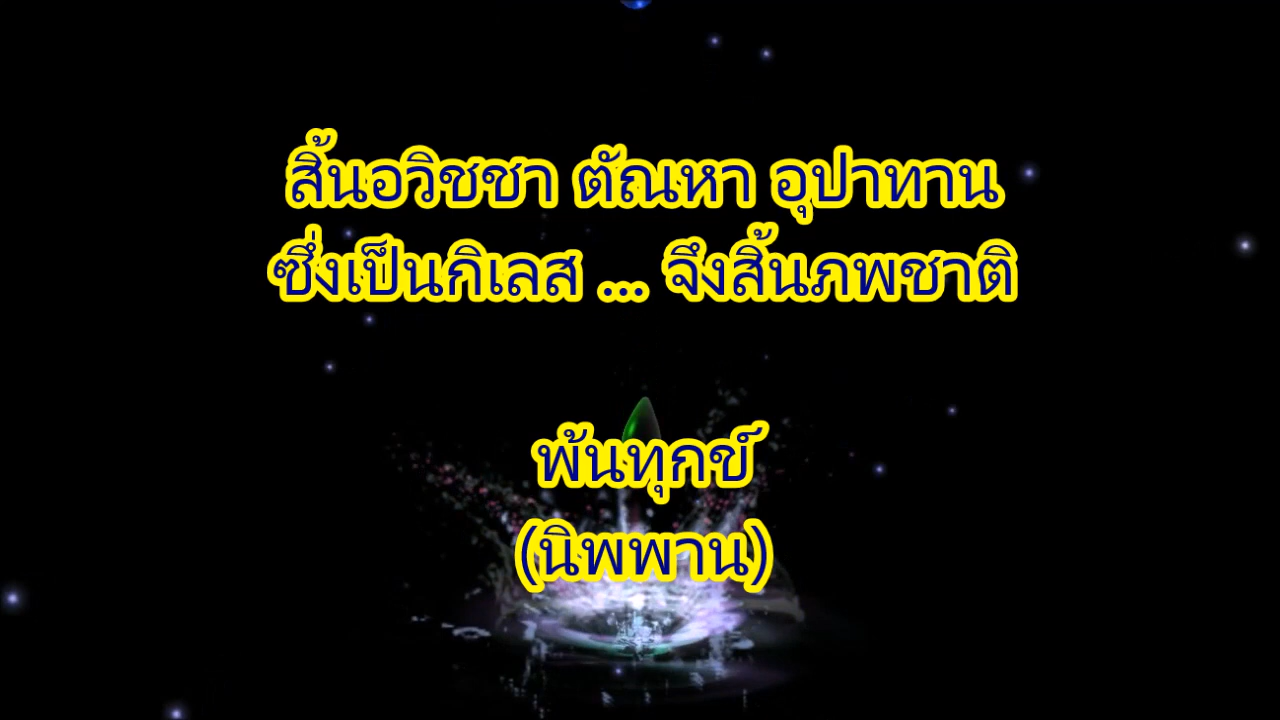 สิ้นอวิชชา ตัณหา อุปาทาน
ซึ่งเป็นกิเลส ... จึงสิ้นภพชาติ
พ้นทุกข์
(นิพพาน)